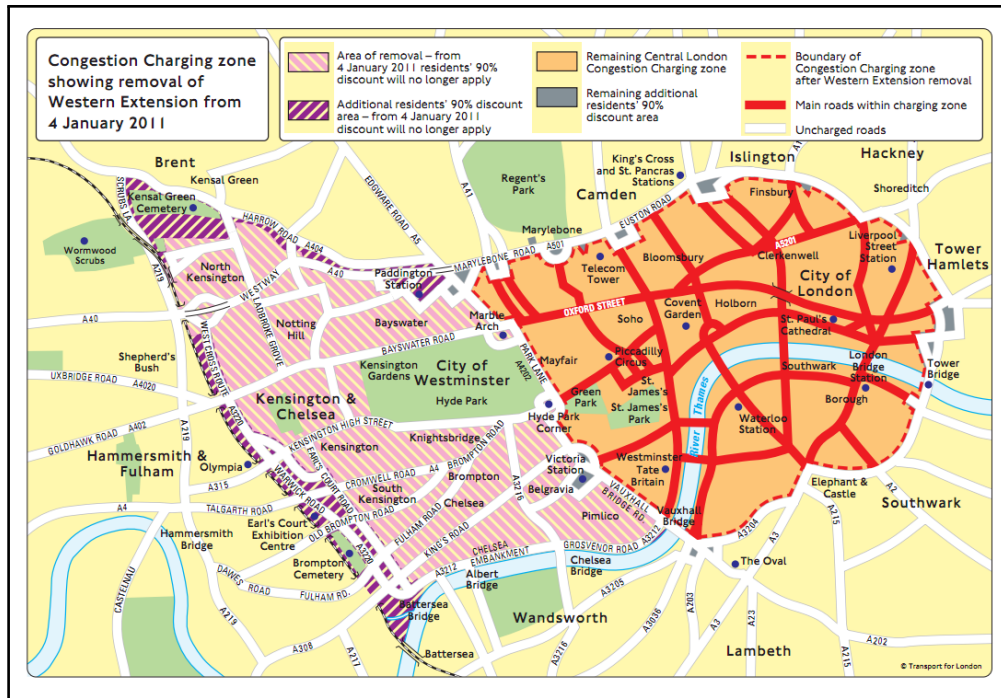 Congestion Charging zone
showing removal of
Western Extension from
4 January 2011
Area of removal – from
4 January 2011 residents' 90%
discount will no longer apply
Additional residents' 90% discount
area – from 4 January 2011
discount will no longer apply
Remaining Central London
Congestion Charging zone
Remaining additional
residents' 90%
discount area
Boundary of
Congestion Charging zone
after Western Extension removal
Main roads within charging zone
Uncharged roads
Brent
Kensal Green
SCRUBS LA.
Kensal Green
Cemetery
Wormwood
Scrubs
A219
HARROW ROAD A404
EDGWARE ROAD A5
A41
Regent's
Park
Camden
King's Cross
and St. Pancras
Stations
Islington
Hackney
A10
Finsbury
Shoreditch
EUSTON ROAD
Marylebone
MARYLEBONE ROAD A501
A40
Paddington
Station
North
Kensington
WESTWAY
LADBROKE GROVE
Notting
Hill
Bayswater
Marble
Arch
BAYSWATER ROAD
Telecom
Tower
Bloomsbury
A5201
Clerkenwell
Liverpool
Street
Station
Tower
Hamlets
City of
London
OXFORD STREET
Covent
Garden
Holborn
Soho
St. Paul's
Cathedral
A40
Shepherd's
Bush
UXBRIDGE ROAD A4020
WEST CROSS ROUTE
A3220
Kensington
Gardens
City of
Westminster
Hyde Park
PARK LANE
A4202
Mayfair
Piccadilly
Circus
Green
Park
St.
James's
St. James's
Park
River Thames
Southwark
London
Bridge
Station
Borough
Tower
Bridge
Waterloo
Station
Hyde Park
Corner
Kensington &
Chelsea
KENSINGTON HIGH STREET
Kensington
Knightsbridge
GOLDHAWK ROAD A402
A219
Hammersmith &
Fulham
Olympia
A315
EARL'S COURT ROAD
WARWICK ROAD
CROMWELL ROAD A4 BROMPTON ROAD
South
Kensington
Brompton
A3216
Victoria
Station
Belgravia
Westminster
Tate
Britain
VAUXHALL
BRIDGE RD.
Vauxhall
Bridge
Pimlico
Elephant &
Castle
A2
A215
Southwark
A4
TALGARTH ROAD
Hammersmith
Bridge
Earl's Court
Exhibition
Centre
OLD BROMPTON ROAD
FULHAM ROAD
Chelsea
KING'S ROAD
Brompton
Cemetery
A3220
A3212
CHELSEA
EMBANKMENT
GROSVENOR ROAD
A3212
Chelsea
Bridge
Albert
Bridge
A3204
A3
The Oval
CASTELNAU
DAWES ROAD
A219
FULHAM RD.
Battersea
Bridge
Battersea
A308
A217
Wandsworth
A3205
A3216
A3036
A203
A3
A23
A202
A215
Lambeth
© Transport for London